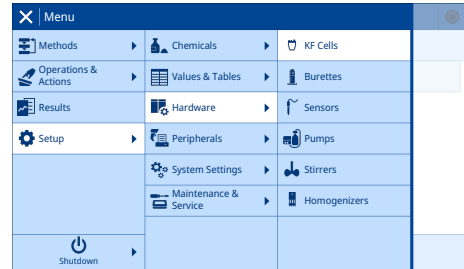 Menu
Methods
Operations &
Actions
Results
Setup
Shutdown
Chemicals
Values & Tables
Hardware
Peripherals
System Settings
Maintenance &
Service
KF Cells
Burettes
Sensors
Pumps
Stirrers
Homogenizers